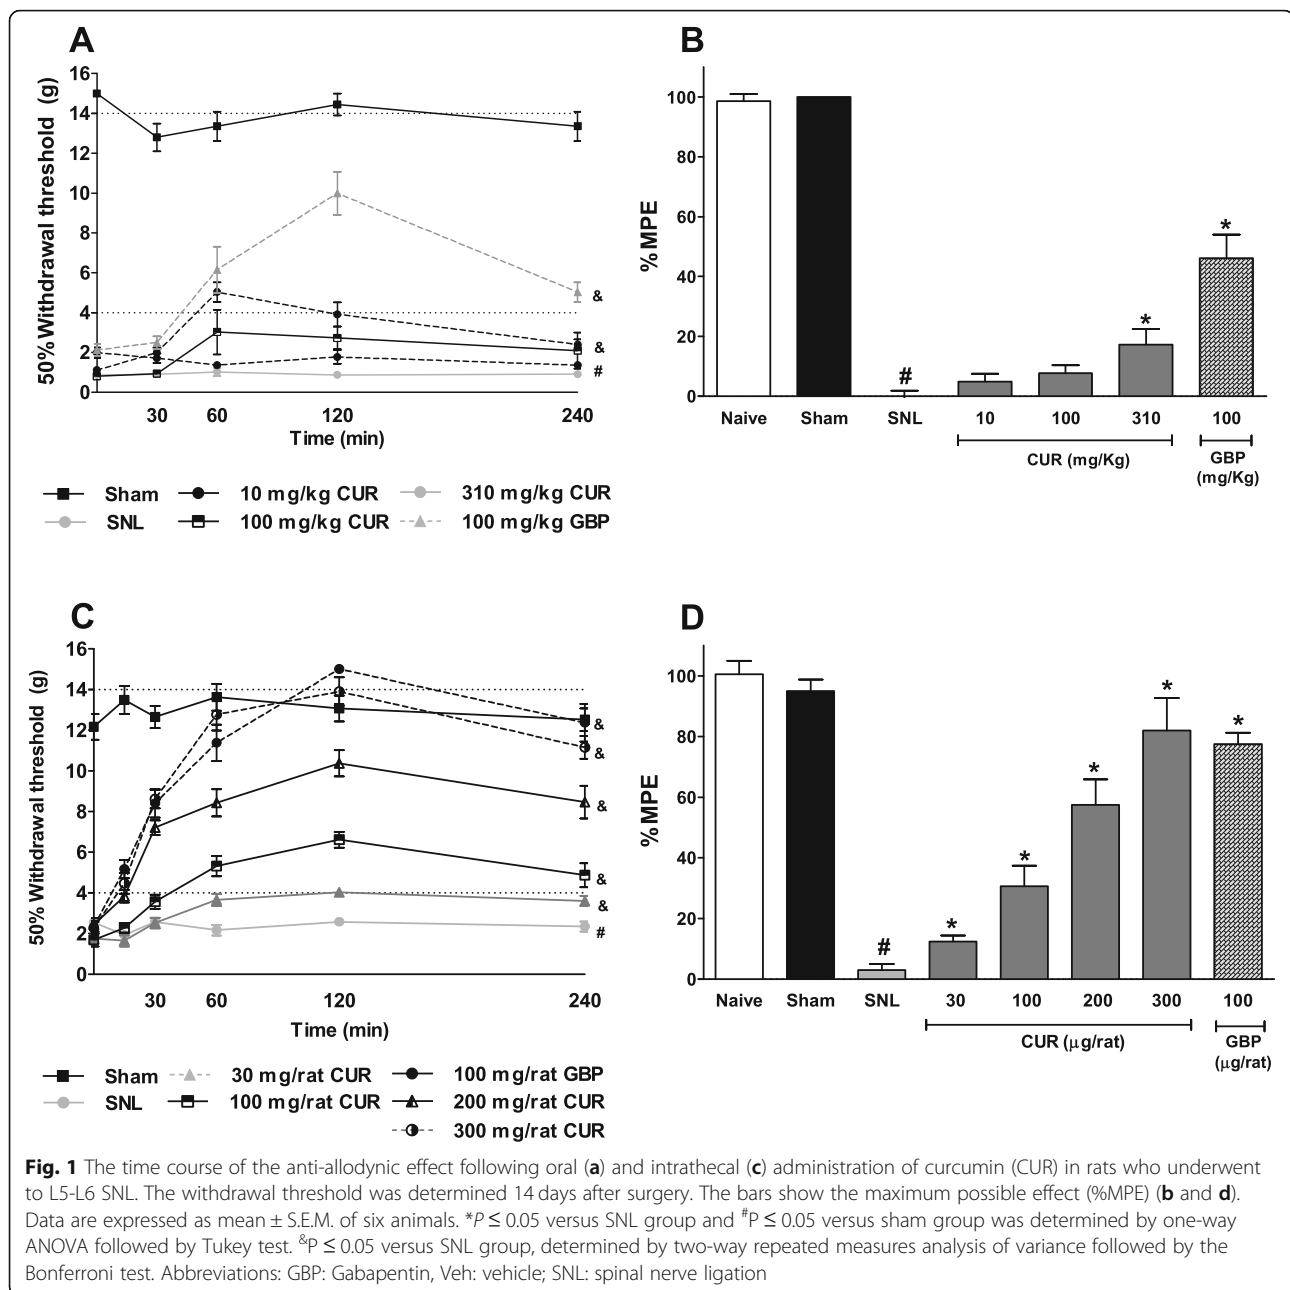 A
50% Withdrawal threshold (g)
16
14
12
10
8
6
4
2
0
&
&
#
30 60 120 240
Time (min)
Sham 10 mg/kg CUR 310 mg/kg CUR
SNL 100 mg/kg CUR 100 mg/kg GBP
B
%MPE
100
80
60
40
20
0
#
*
*
Naive Sham SNL 10 100 310 100
CUR (mg/Kg) GBP
(mg/Kg)
C
50% Withdrawal threshold (g)
16
14
12
10
8
6
4
2
0
&
&
&
&
&
#
30 60 120 240
Time (min)
Sham 30 mg/rat CUR 100 mg/rat GBP
SNL 100 mg/rat CUR 200 mg/rat CUR
300 mg/rat CUR
D
%MPE
100
80
60
40
20
0
#
*
*
*
*
*
Naive Sham SNL 30 100 200 300 100
CUR (μg/rat) GBP
(μg/rat)
Fig. 1 The time course of the anti-allodynic effect following oral (a) and intrathecal (c) administration of curcumin (CUR) in rats who underwent
to L5-L6 SNL. The withdrawal threshold was determined 14 days after surgery. The bars show the maximum possible effect (%MPE) (b and d).
Data are expressed as mean ± S.E.M. of six animals. *P ≤ 0.05 versus SNL group and #P ≤ 0.05 versus sham group was determined by one-way
ANOVA followed by Tukey test. &P ≤ 0.05 versus SNL group, determined by two-way repeated measures analysis of variance followed by the
Bonferroni test. Abbreviations: GBP: Gabapentin, Veh: vehicle; SNL: spinal nerve ligation